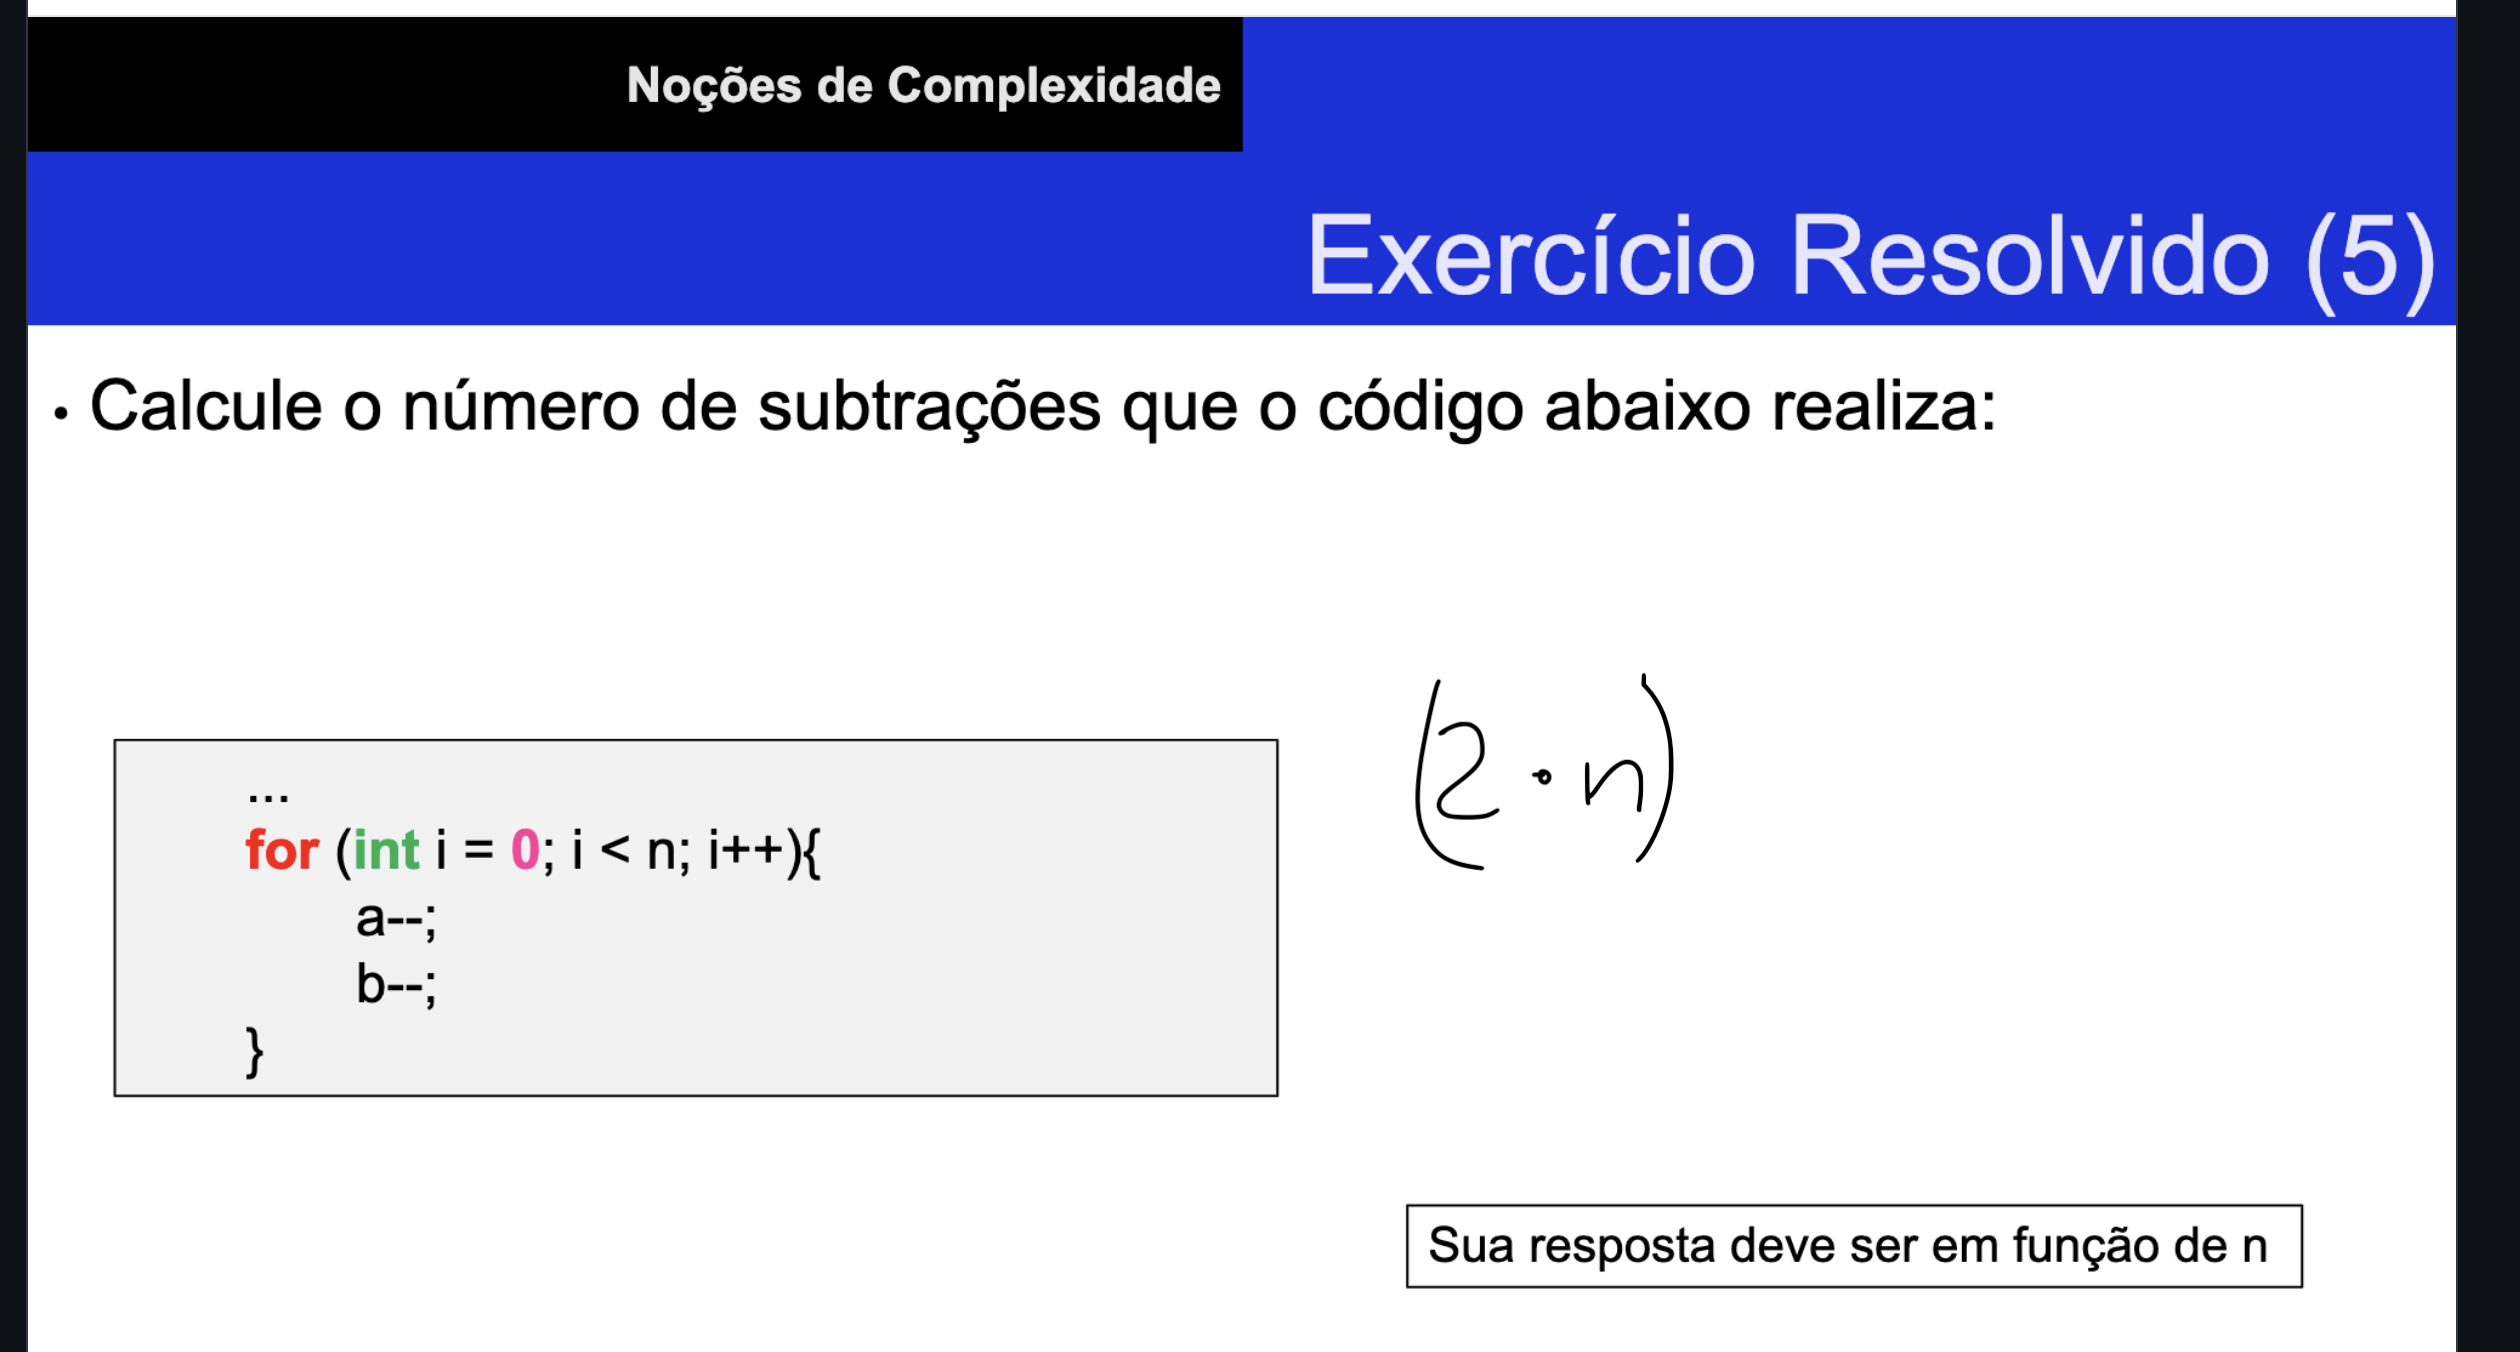 Noções de Complexidade
Exercício Resolvido (5)
• Calcule o número de subtrações que o código abaixo realiza:
(2 · n)
...
for (int i = 0; i < n; i++){
a--;
b--;
}
Sua resposta deve ser em função de n